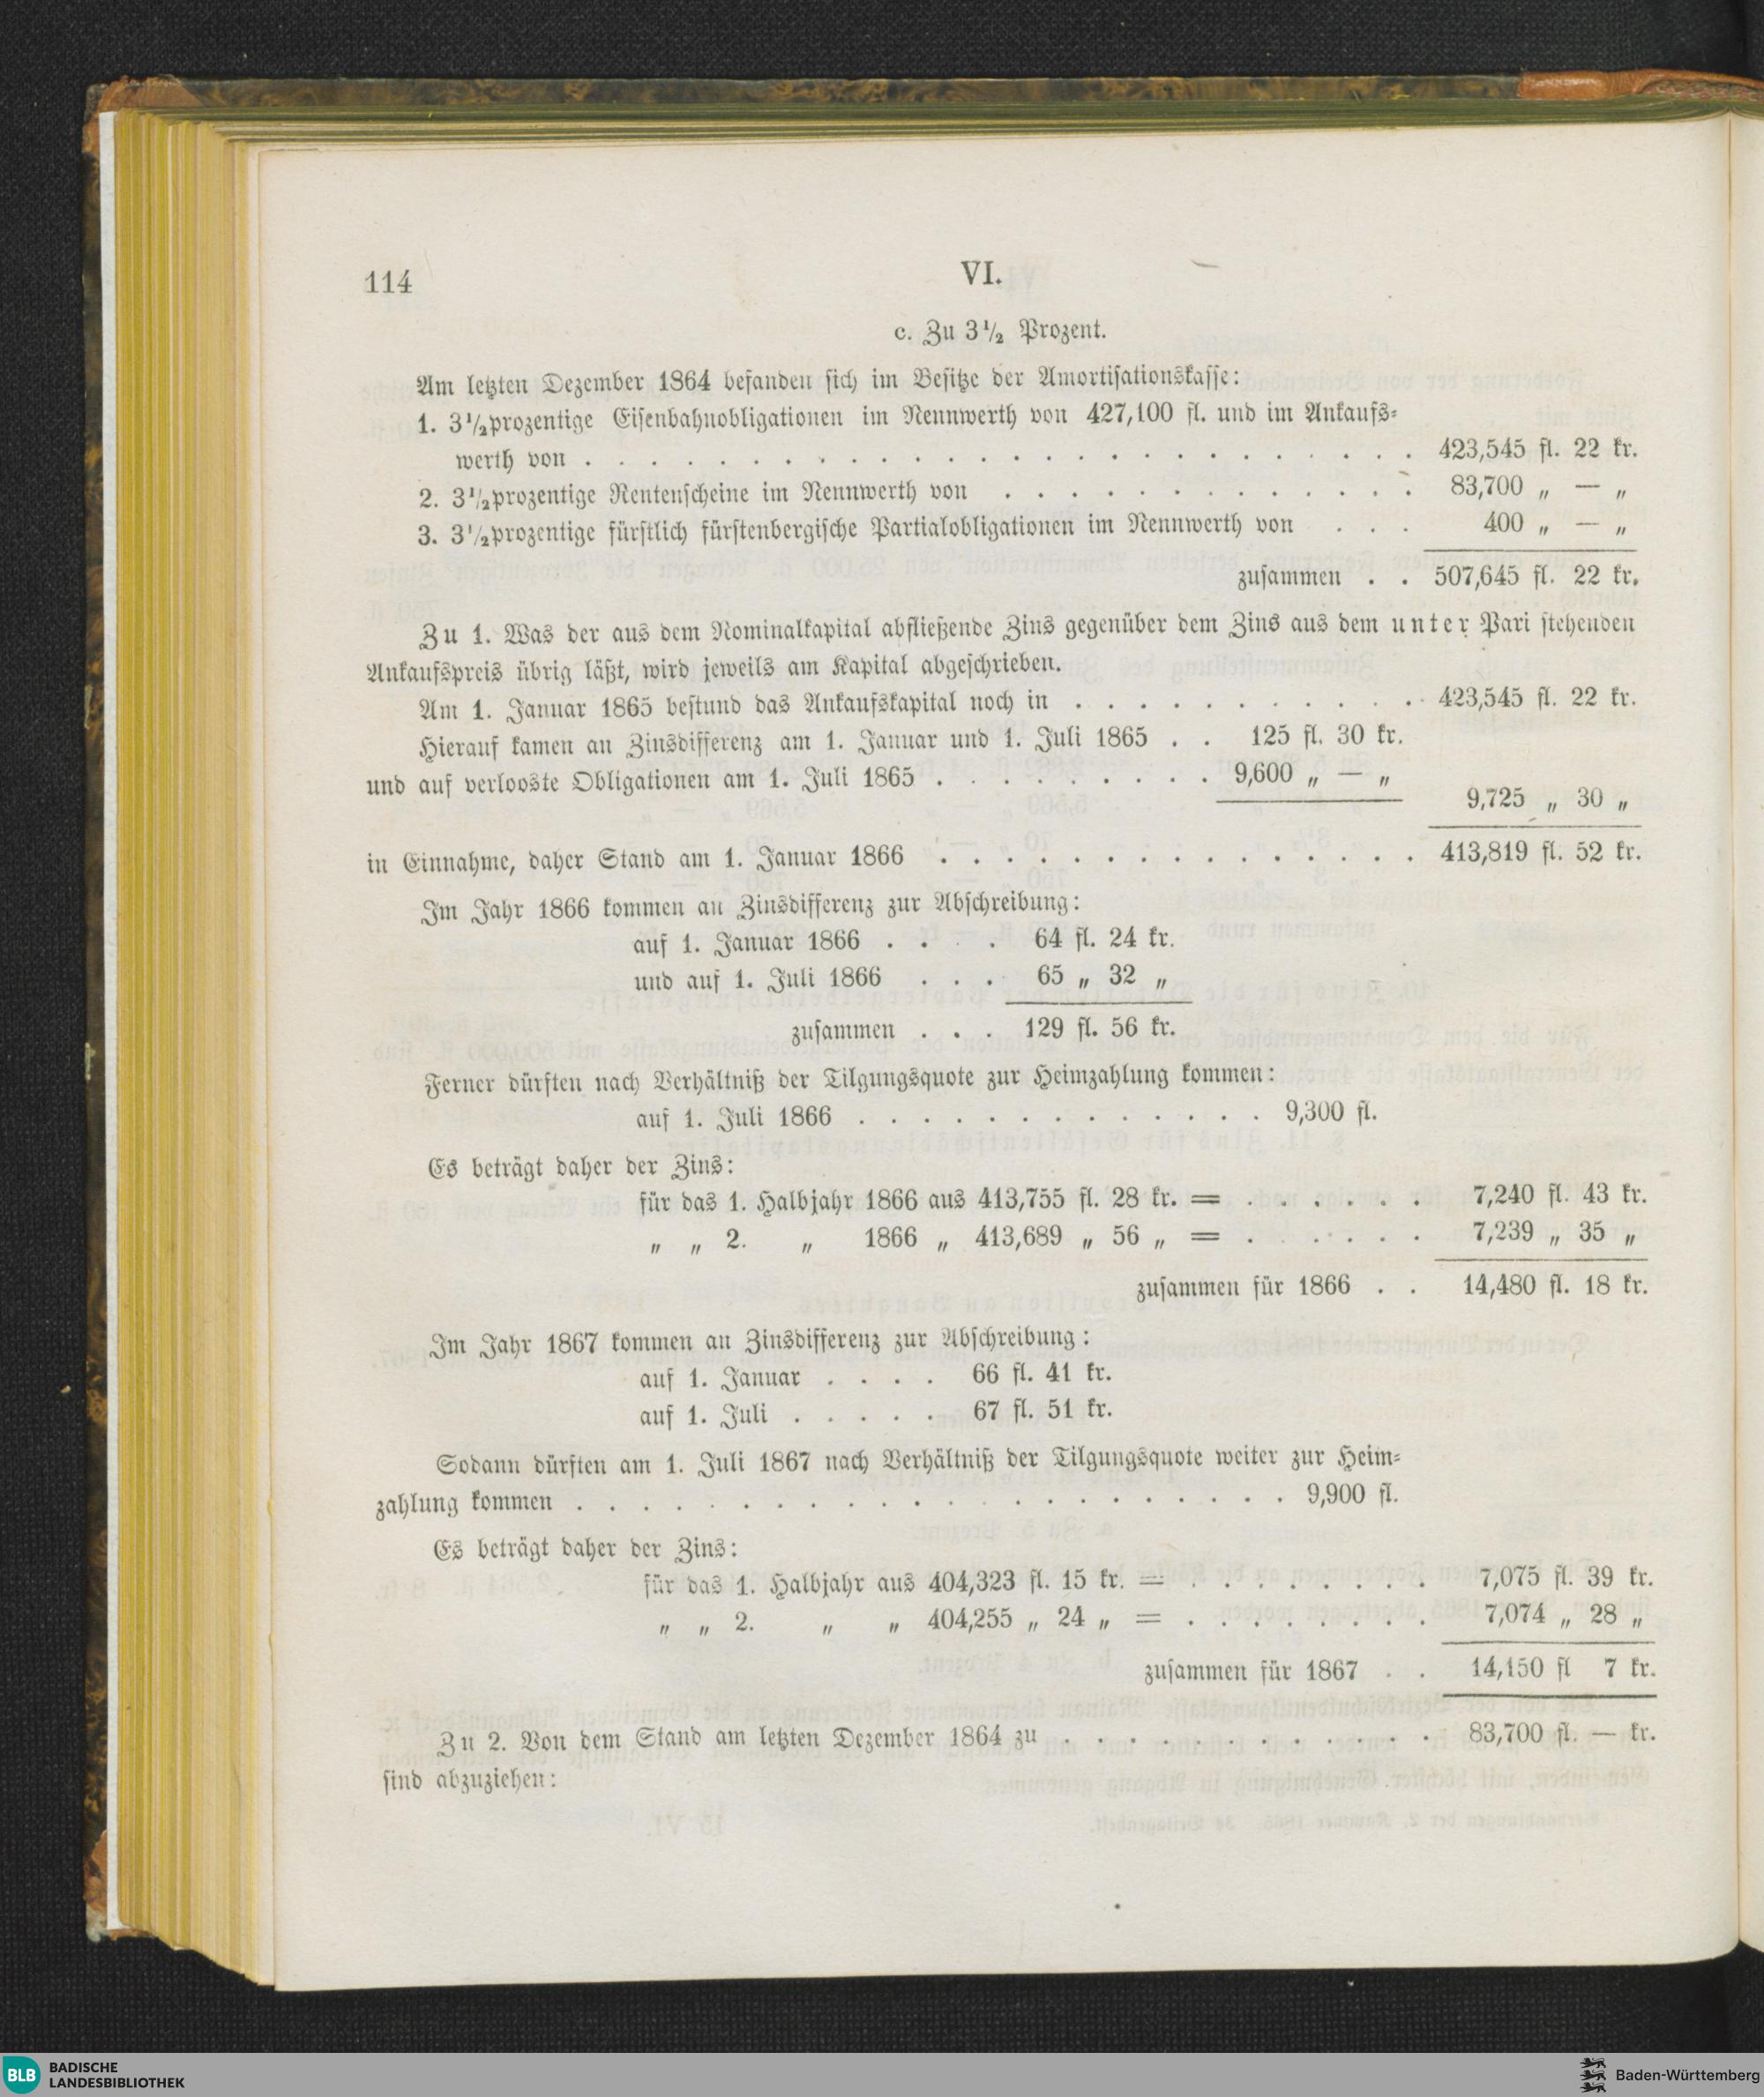 114
VI.
c. Zu 3½ Prozent.
Am letzten Dezember 1864 befanden sich im Besitze der Amortisationskasse:
1. 3½prozentige Eisenbahnobligationen im Nennwerth von 427,100 fl. und im Ankaufs-
werth von . . . . . . . . . . . . . . . . . . . . . . . . . . 423,545 fl. 22 kr.
2. 3½prozentige Rentenscheine im Nennwerth von . . . . . . . . . . . . . 83,700 „ — „
3. 3½prozentige fürstlich fürstenbergische Partialobligationen im Nennwerth von . . . 400 „ — „
zusammen . . 507,645 fl. 22 kr.
Zu 1. Was der aus dem Nominalkapital abfließende Zins gegenüber dem Zins aus dem unter Pari stehenden
Ankaufspreis übrig läßt, wird jeweils am Kapital abgeschrieben.
Am 1. Januar 1865 bestund das Ankaufskapital noch in . . . . . . . . . . . 423,545 fl. 22 kr.
Hierauf kamen an Zinsdifferenz am 1. Januar und 1. Juli 1865 . . 125 fl. 30 kr.
und auf verlooste Obligationen am 1. Juli 1865 . . . . . . . . . 9,600 „ — „
9,725 „ 30 „
in Einnahme, daher Stand am 1. Januar 1866 . . . . . . . . . . . . . . . 413,819 fl. 52 kr.
Im Jahr 1866 kommen an Zinsdifferenz zur Abschreibung:
auf 1. Januar 1866 . . . . 64 fl. 24 kr.
und auf 1. Juli 1866 . . . 65 „ 32 „
zusammen . . . 129 fl. 56 kr.
Ferner dürften nach Verhältniß der Tilgungsquote zur Heimzahlung kommen:
auf 1. Juli 1866 . . . . . . . . . . . . . 9,300 fl.
Es beträgt daher der Zins:
für das 1. Halbjahr 1866 aus 413,755 fl. 28 kr. = . . . . . . 7,240 fl. 43 kr.
„ „ 2. „ 1866 „ 413,689 „ 56 „ = . . . . . . 7,239 „ 35 „
zusammen für 1866 . . 14,480 fl. 18 kr.
Im Jahr 1867 kommen an Zinsdifferenz zur Abschreibung:
auf 1. Januar . . . . 66 fl. 41 kr.
auf 1. Juli . . . . . 67 fl. 51 kr.
Sodann dürften am 1. Juli 1867 nach Verhältniß der Tilgungsquote weiter zur Heim-
zahlung kommen . . . . . . . . . . . . . . . . . . . . . . 9,900 fl.
Es beträgt daher der Zins:
für das 1. Halbjahr aus 404,323 fl. 15 kr. = . . . . . . . . 7,075 fl. 39 kr.
„ „ 2. „ „ 404,255 „ 24 „ = . . . . . . . . 7,074 „ 28 „
zusammen für 1867 . . 14,150 fl 7 kr.
Zu 2. Von dem Stand am letzten Dezember 1864 zu . . . . . . . . . . . . 83,700 fl. — kr.
sind abzuziehen:
BLB BADISCHE
LANDESBIBLIOTHEK
Baden-Württemberg